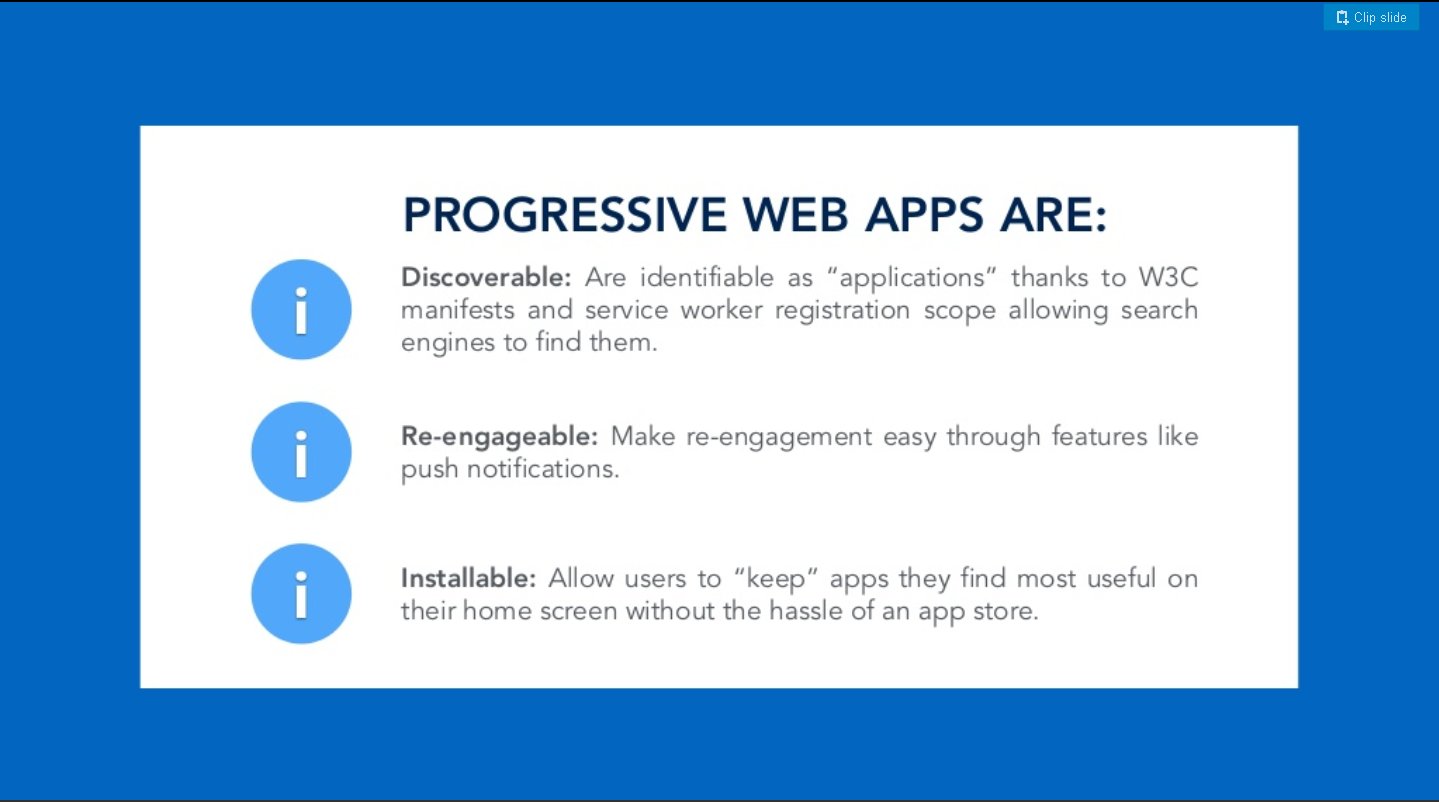 Clip slide
PROGRESSIVE WEB APPS ARE:
Discoverable: Are identifiable as “applications” thanks to W3C
manifests and service worker registration scope allowing search
engines to find them.
Re-engageable: Make re-engagement easy through features like
push notifications.
Installable: Allow users to “keep” apps they find most useful on
their home screen without the hassle of an app store.